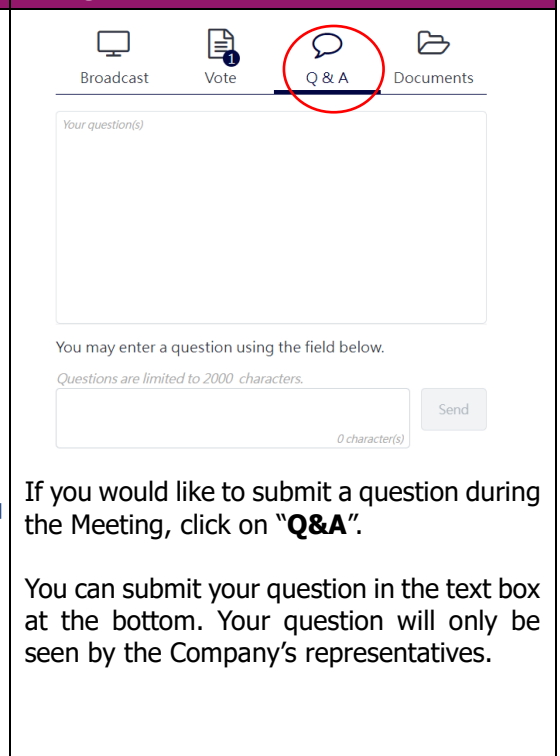 Broadcast Vote Q & A Documents
1
Your question(s)
You may enter a question using the field below.
Questions are limited to 2000 characters.
Send
0 character(s)
If you would like to submit a question during
the Meeting, click on “Q&A”.
You can submit your question in the text box
at the bottom. Your question will only be
seen by the Company’s representatives.